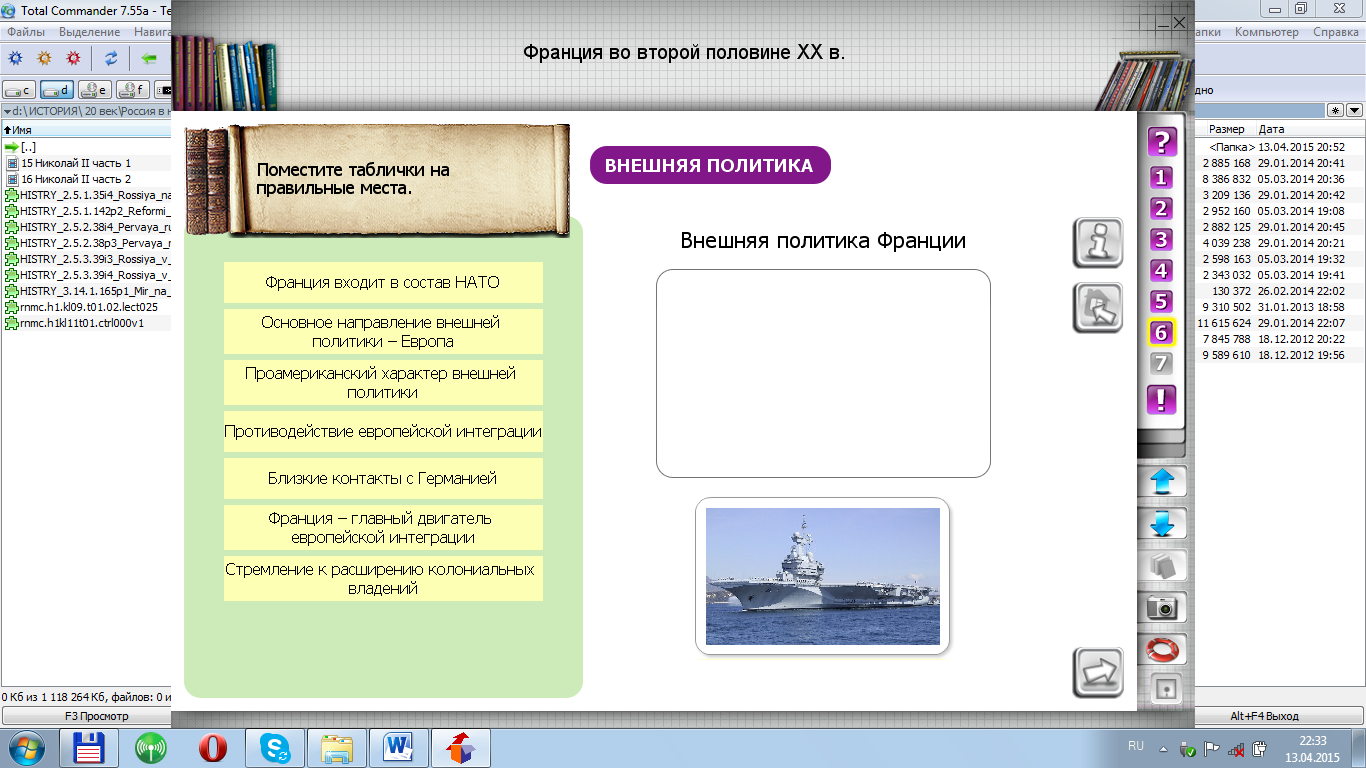 Total Commander 7.55a - Te
Файлы Выделение Навига
Франция во второй половине XX в.
апки Компьютер Справка
c d e f
дно
d:\ ИСТОРИЯ\ 20 век\Россия в н
Имя
Размер Дата
[..]
<Папка> 13.04.2015 20:52
15 Николай II часть 1
2 885 168 29.01.2014 20:41
16 Николай II часть 2
8 386 832 05.03.2014 20:36
HISTRY_2.5.1.35i4_Rossiya_na
3 209 136 29.01.2014 20:42
HISTRY_2.5.1.142p2_Reformi_
2 952 160 05.03.2014 19:08
HISTRY_2.5.2.38i4_Pervaya_ru
2 882 125 29.01.2014 20:45
HISTRY_2.5.2.38p3_Pervaya_r
4 039 238 29.01.2014 20:21
HISTRY_2.5.3.39i3_Rossiya_v_
2 598 163 05.03.2014 19:32
HISTRY_2.5.3.39i4_Rossiya_v_
2 343 032 05.03.2014 19:41
HISTRY_3.14.1.165p1_Mir_na_
130 372 26.02.2014 22:02
rnmc.h1.kl09.t01.02.lect025
9 310 502 31.01.2013 18:58
rnmc.h1kl11t01.ctrl000v1
11 615 624 29.01.2014 22:07
7 845 788 18.12.2012 20:22
9 589 610 18.12.2012 19:56
Поместите таблички на
правильные места.
ВНЕШНЯЯ ПОЛИТИКА
Внешняя политика Франции
Франция входит в состав НАТО
Основное направление внешней
политики – Европа
Проамериканский характер внешней
политики
Противодействие европейской интеграции
Близкие контакты с Германией
Франция – главный двигатель
европейской интеграции
Стремление к расширению колониальных
владений
?
1
2
3
4
5
6
7
!
0 Кб из 1 118 264 Кб, файлов: 0 и
F3 Просмотр
Alt+F4 Выход
RU
22:33
13.04.2015